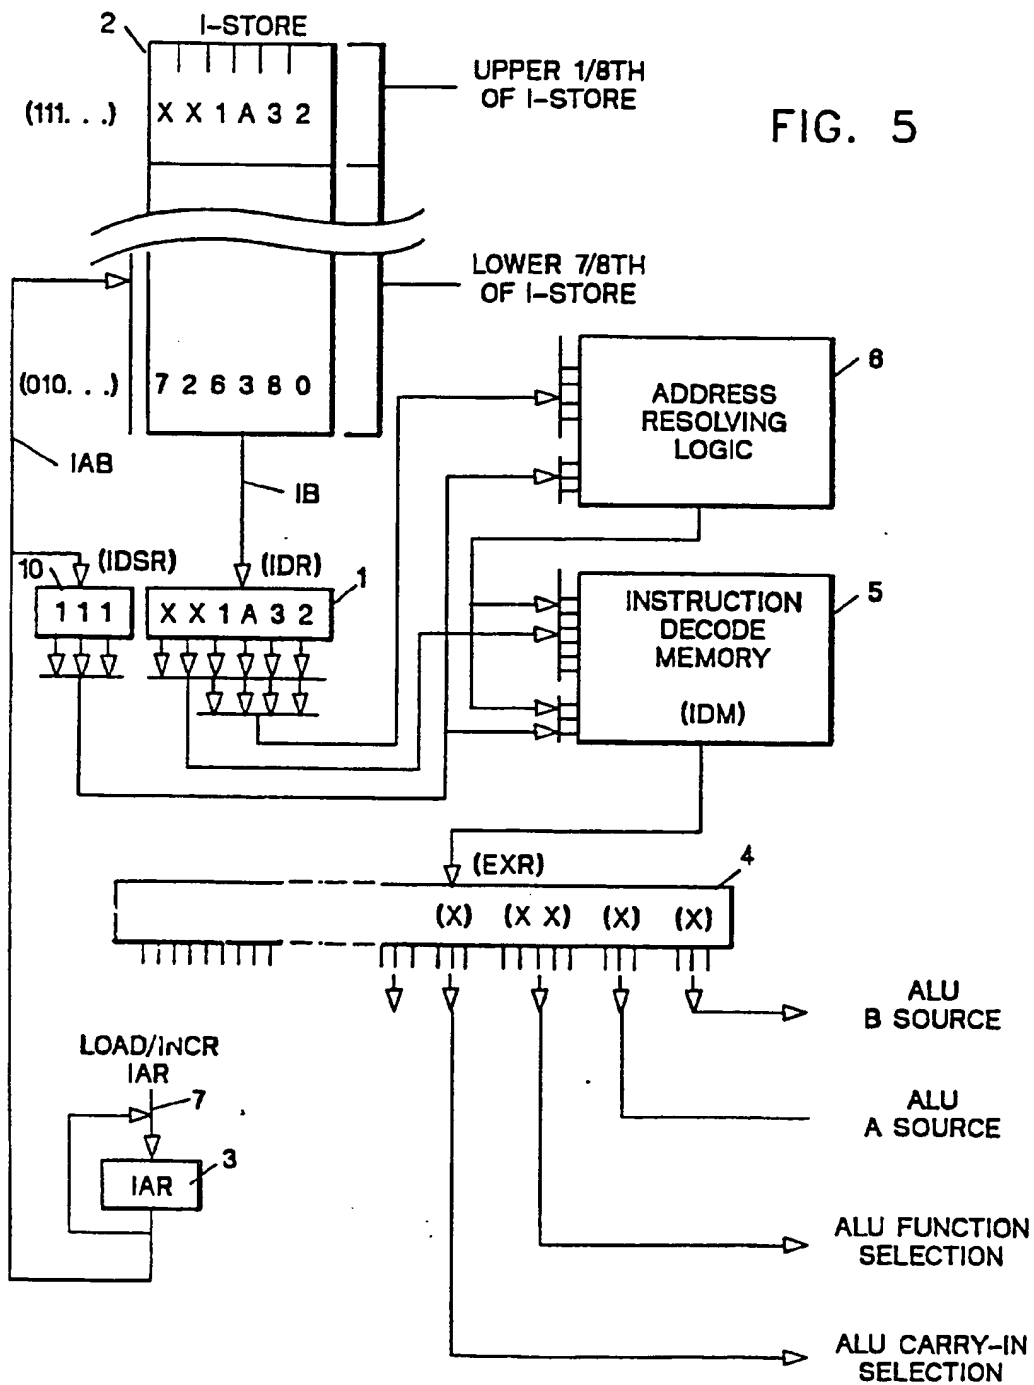 2
I-STORE
(111. . .)
X X 1 A 3 2
UPPER 1/8TH
OF I-STORE
FIG. 5
LOWER 7/8TH
OF I-STORE
(010. . .)
7 2 6 3 8 0
IAB
IB
ADDRESS
RESOLVING
LOGIC
6
10
(IDSR)
1 1 1
(IDR)
1
X X 1 A 3 2
INSTRUCTION
DECODE
MEMORY
(IDM)
5
(EXR)
4
(X) (X X) (X) (X)
ALU
B SOURCE
LOAD/INCR
IAR
7
ALU
A SOURCE
IAR
3
ALU FUNCTION
SELECTION
ALU CARRY-IN
SELECTION